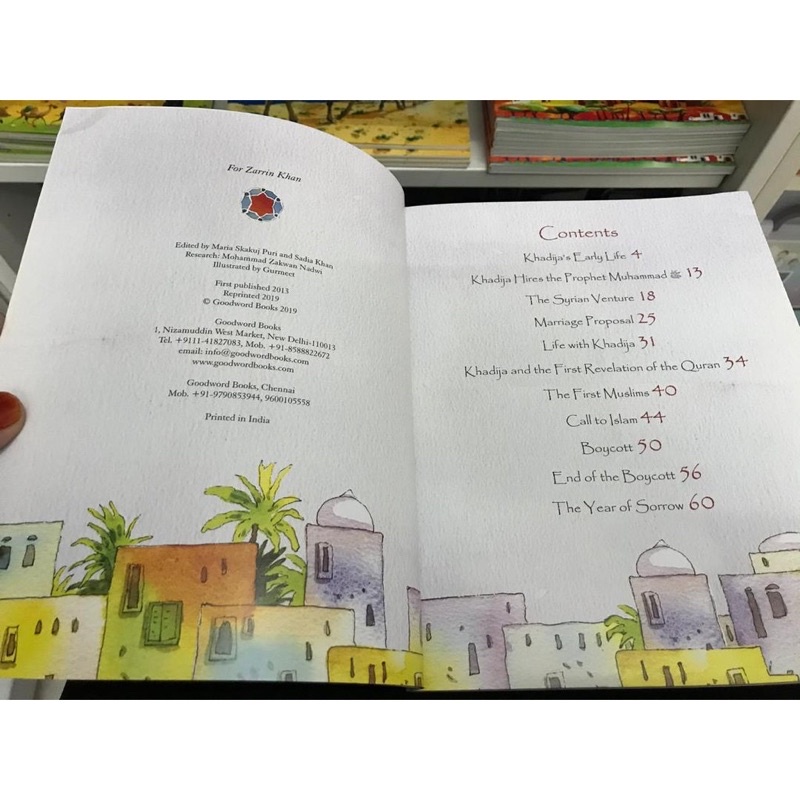 For Zarrin Khan
Edited by Maria Skakuj Puri and Sadia Khan
Research: Mohammad Zakwan Nadwi
Illustrated by Gurmeet
First published 2013
Reprinted 2019
© Goodword Books 2019
Goodword Books
1, Nizamuddin West Market, New Delhi-110013
Tel. +9111-41827083, Mob. +91-8588822672
email: info@goodwordbooks.com
www.goodwordbooks.com
Goodword Books, Chennai
Mob. +91-9790853944, 9600105558
Printed in India
Contents
Khadija's Early Life 4
Khadija Hires the Prophet Muhammad ﷺ 13
The Syrian Venture 18
Marriage Proposal 25
Life with Khadija 31
Khadija and the First Revelation of the Quran 34
The First Muslims 40
Call to Islam 44
Boycott 50
End of the Boycott 56
The Year of Sorrow 60